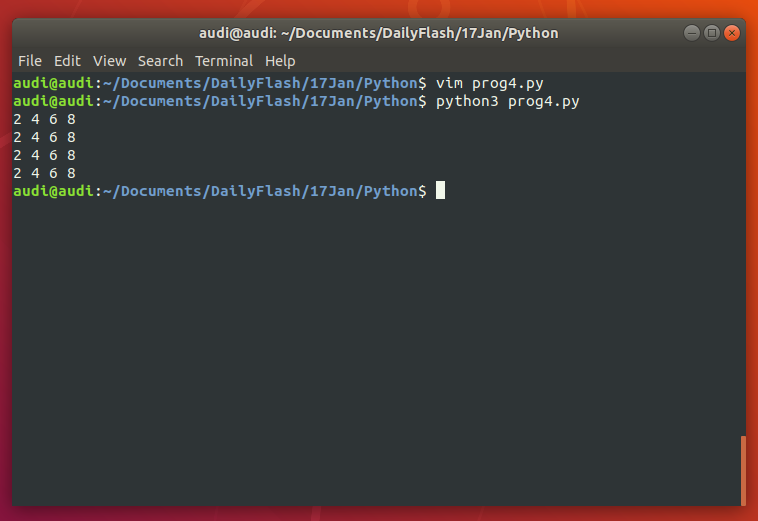 audi@audi: ~/Documents/DailyFlash/17Jan/Python
File Edit View Search Terminal Help
audi@audi:~/Documents/DailyFlash/17Jan/Python$ vim prog4.py
audi@audi:~/Documents/DailyFlash/17Jan/Python$ python3 prog4.py
2 4 6 8
2 4 6 8
2 4 6 8
2 4 6 8
audi@audi:~/Documents/DailyFlash/17Jan/Python$